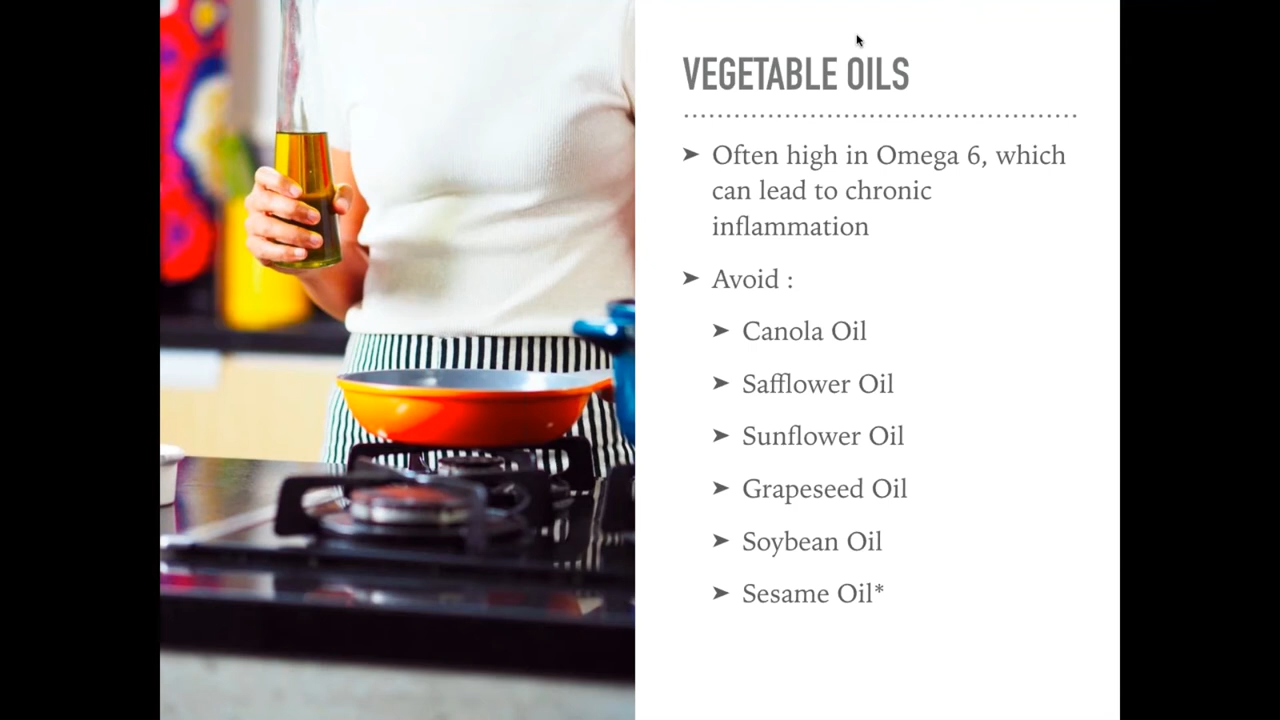 VEGETABLE OILS
➤ Often high in Omega 6, which
can lead to chronic
inflammation
➤ Avoid :
➤ Canola Oil
➤ Safflower Oil
➤ Sunflower Oil
➤ Grapeseed Oil
➤ Soybean Oil
➤ Sesame Oil*